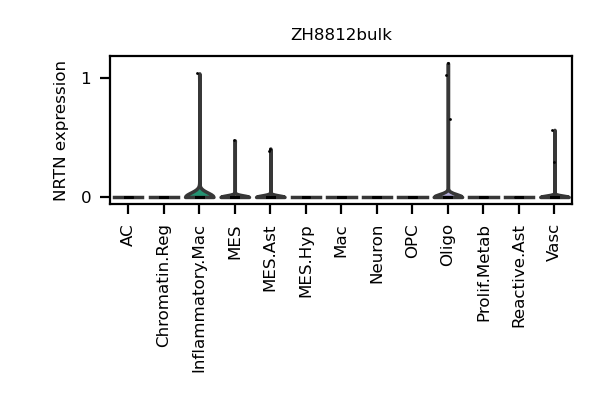 ZH8812bulk
NRTN expression
1
0
AC
Chromatin.Reg
Inflammatory.Mac
MES
MES.Ast
MES.Hyp
Mac
Neuron
OPC
Oligo
Prolif.Metab
Reactive.Ast
Vasc